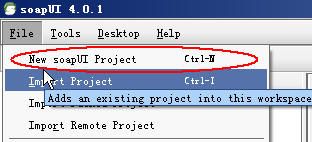 soapUI 4.0.1
File Tools Desktop Help
New soapUI Project Ctrl-N
Import Project Ctrl-I
Adds an existing project into this workspace
Import Remote Project